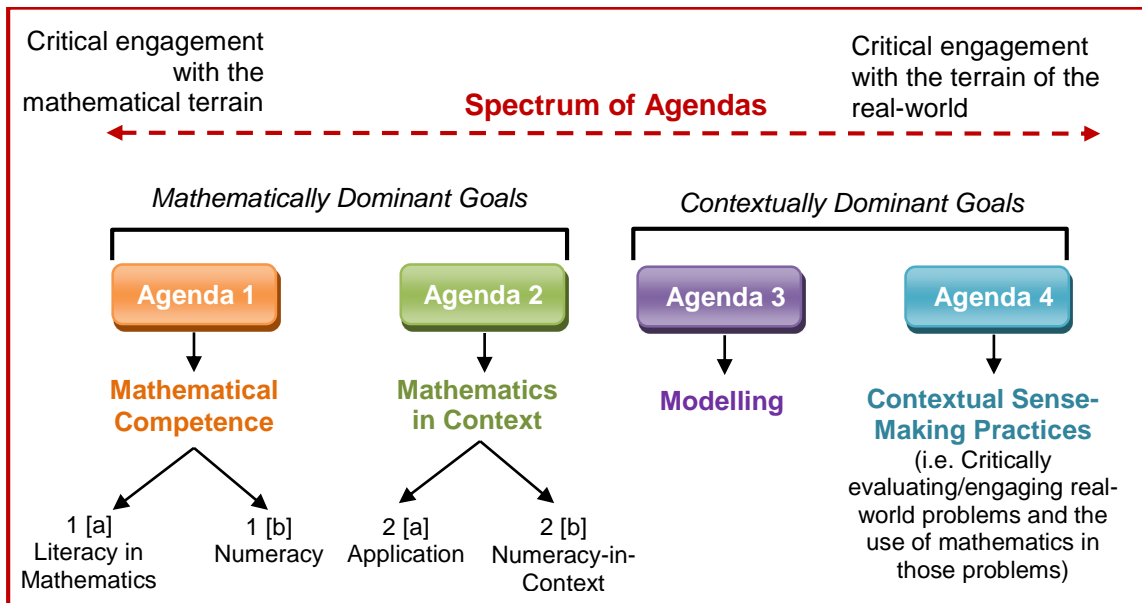 Critical engagement
with the
mathematical terrain
Critical engagement
with the terrain of the
real-world
Spectrum of Agendas
Mathematically Dominant Goals
Contextually Dominant Goals
Agenda 1
Agenda 2
Agenda 3
Agenda 4
Mathematical
Competence
Mathematics
in Context
Modelling
Contextual Sense-
Making Practices
(i.e. Critically
evaluating/engaging real-
world problems and the
use of mathematics in
those problems)
1 [a]
Literacy in
Mathematics
1 [b]
Numeracy
2 [a]
Application
2 [b]
Numeracy-in-
Context